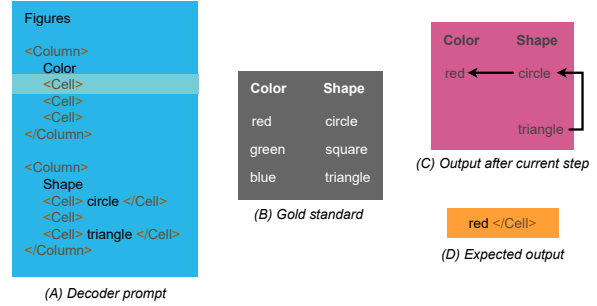 Figures
<Column>
Color
<Cell>
<Cell>
<Cell>
</Column>
<Column>
Shape
<Cell> circle </Cell>
<Cell>
<Cell> triangle </Cell>
</Column>
(A) Decoder prompt
Color Shape
red circle
green square
blue triangle
(B) Gold standard
Color Shape
red circle
triangle
(C) Output after current step
red </Cell>
(D) Expected output